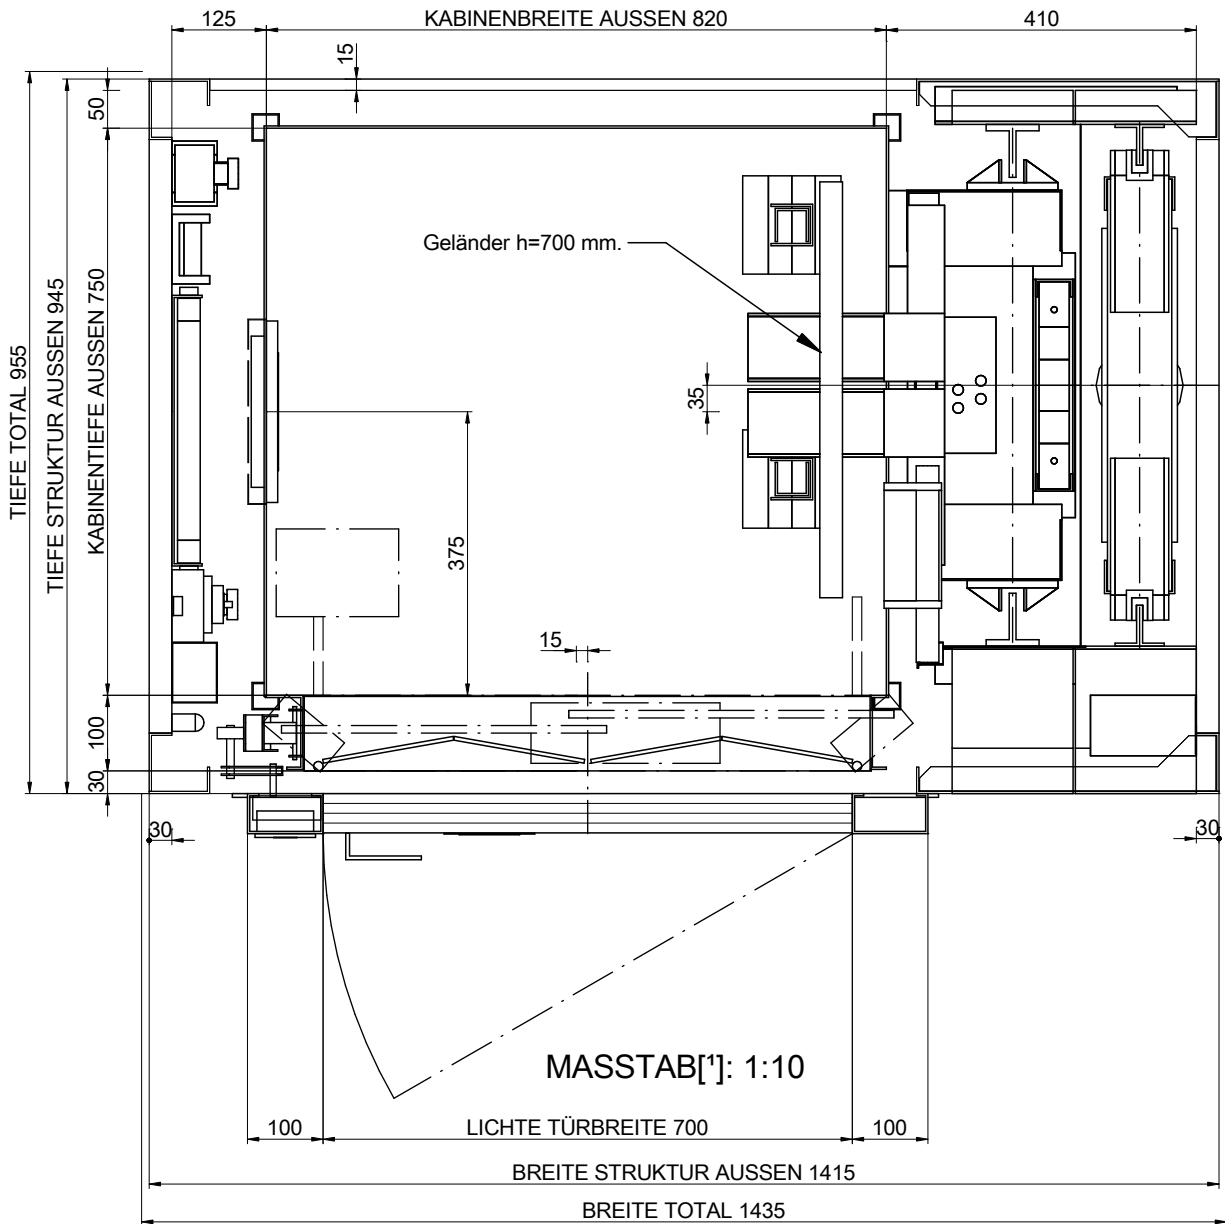 125
KABINENBREITE AUSSEN 820
410
15
50
TIEFE TOTAL 955
TIEFE STRUKTUR AUSSEN 945
KABINENTIEFE AUSSEN 750
Geländer h=700 mm.
35
375
15
100
30
30
30
MASSTAB[¹]: 1:10
100
LICHTE TÜRBREITE 700
100
BREITE STRUKTUR AUSSEN 1415
BREITE TOTAL 1435